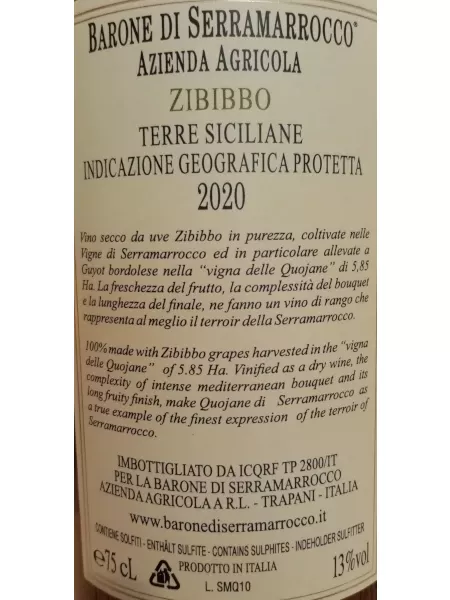 BARONE DI SERRAMARROCCO®
AZIENDA AGRICOLA
ZIBIBBO
TERRE SICILIANE
INDICAZIONE GEOGRAFICA PROTETTA
2020
Vino secco da uve Zibibbo in purezza, coltivate nelle
Vigne di Serramarrocco ed in particolare allevate a
Guyot bordolese nella “vigna delle Quojane” di 5,85
Ha. La freschezza del frutto, la complessità del bouquet
e la lunghezza del finale, ne fanno un vino di rango che
rappresenta al meglio il terroir della Serramarrocco.
100% made with Zibibbo grapes harvested in the “vigna
delle Quojane” of 5.85 Ha. Vinified as a dry wine, the
complexity of intense mediterranean bouquet and its
long fruity finish, make Quojane di Serramarrocco as
a true example of the finest expression of the terroir of
Serramarrocco.
IMBOTTIGLIATO DA ICQRF TP 2800/IT
PER LA BARONE DI SERRAMARROCCO
AZIENDA AGRICOLA A R.L. - TRAPANI - ITALIA
www.baronediserramarrocco.it
CONTIENE SOLFITI - ENTHÄLT SULFITE - CONTAINS SULPHITES - INDEHOLDER SULFITTER
℮75 cL PRODOTTO IN ITALIA 13%vol
L. SMQ10